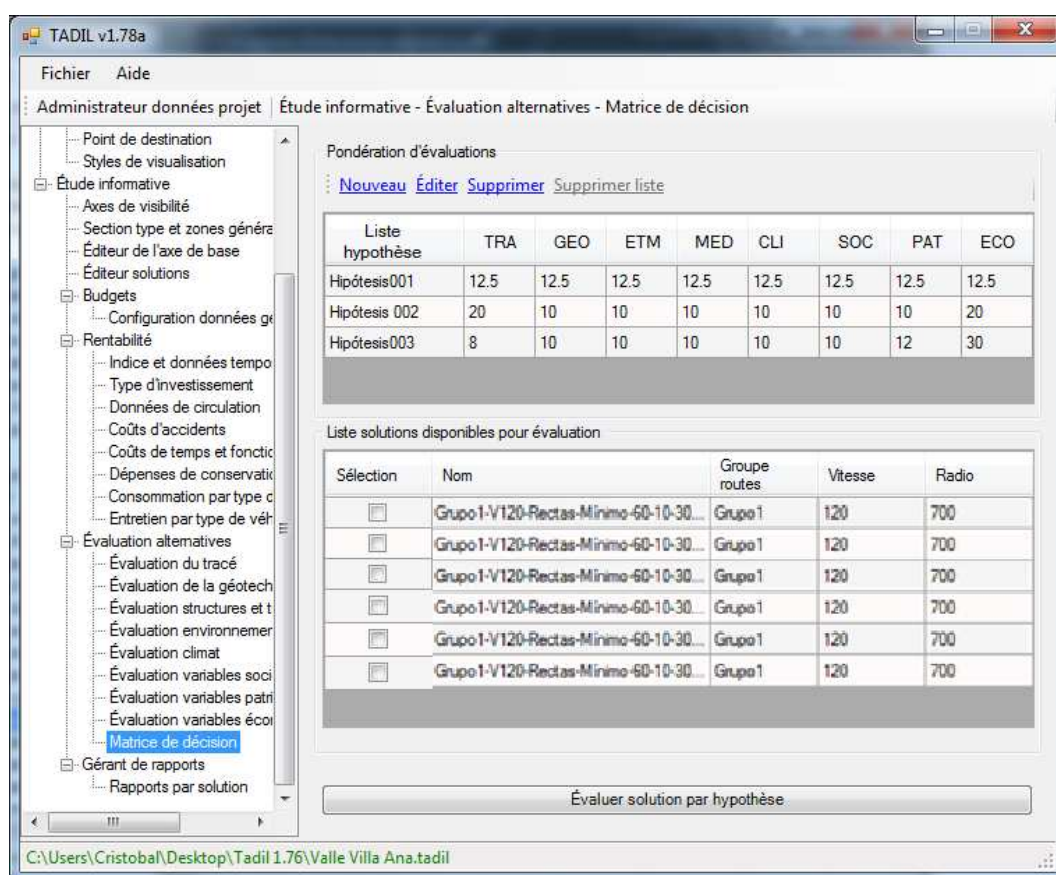 TADIL v1.78a
Fichier Aide
Administrateur données projet Étude informative - Évaluation alternatives - Matrice de décision
Point de destination
Styles de visualisation
Étude informative
Axes de visibilité
Section type et zones généra
Éditeur de l'axe de base
Éditeur solutions
Budgets
Configuration données ge
Rentabilité
Indice et données tempo
Type d'investissement
Données de circulation
Coûts d'accidents
Coûts de temps et fonctic
Dépenses de conservatic
Consommation par type c
Entretien par type de véh
Évaluation alternatives
Évaluation du tracé
Évaluation de la géotech
Évaluation structures et t
Évaluation environnemer
Évaluation climat
Évaluation variables soci
Évaluation variables patri
Évaluation variables écor
Matrice de décision
Gérant de rapports
Rapports par solution
Pondération d'évaluations
Nouveau Éditer Supprimer Supprimer liste
Liste hypothèse TRA GEO ETM MED CLI SOC PAT ECO
Hipótesis001 12.5 12.5 12.5 12.5 12.5 12.5 12.5 12.5
Hipótesis 002 20 10 10 10 10 10 10 20
Hipótesis003 8 10 10 10 10 10 12 30
Liste solutions disponibles pour évaluation
Sélection Nom Groupe routes Vitesse Radio
Grupo1-V120-Rectas-Minimo-60-10-30... Grupo1 120 700
Grupo1-V120-Rectas-Minimo-60-10-30... Grupo1 120 700
Grupo1-V120-Rectas-Minimo-60-10-30... Grupo1 120 700
Grupo1-V120-Rectas-Minimo-60-10-30... Grupo1 120 700
Grupo1-V120-Rectas-Minimo-60-10-30... Grupo1 120 700
Grupo1-V120-Rectas-Minimo-60-10-30... Grupo1 120 700
Évaluer solution par hypothèse
C:\Users\Cristobal\Desktop\Tadil 1.76\Valle Villa Ana.tadil